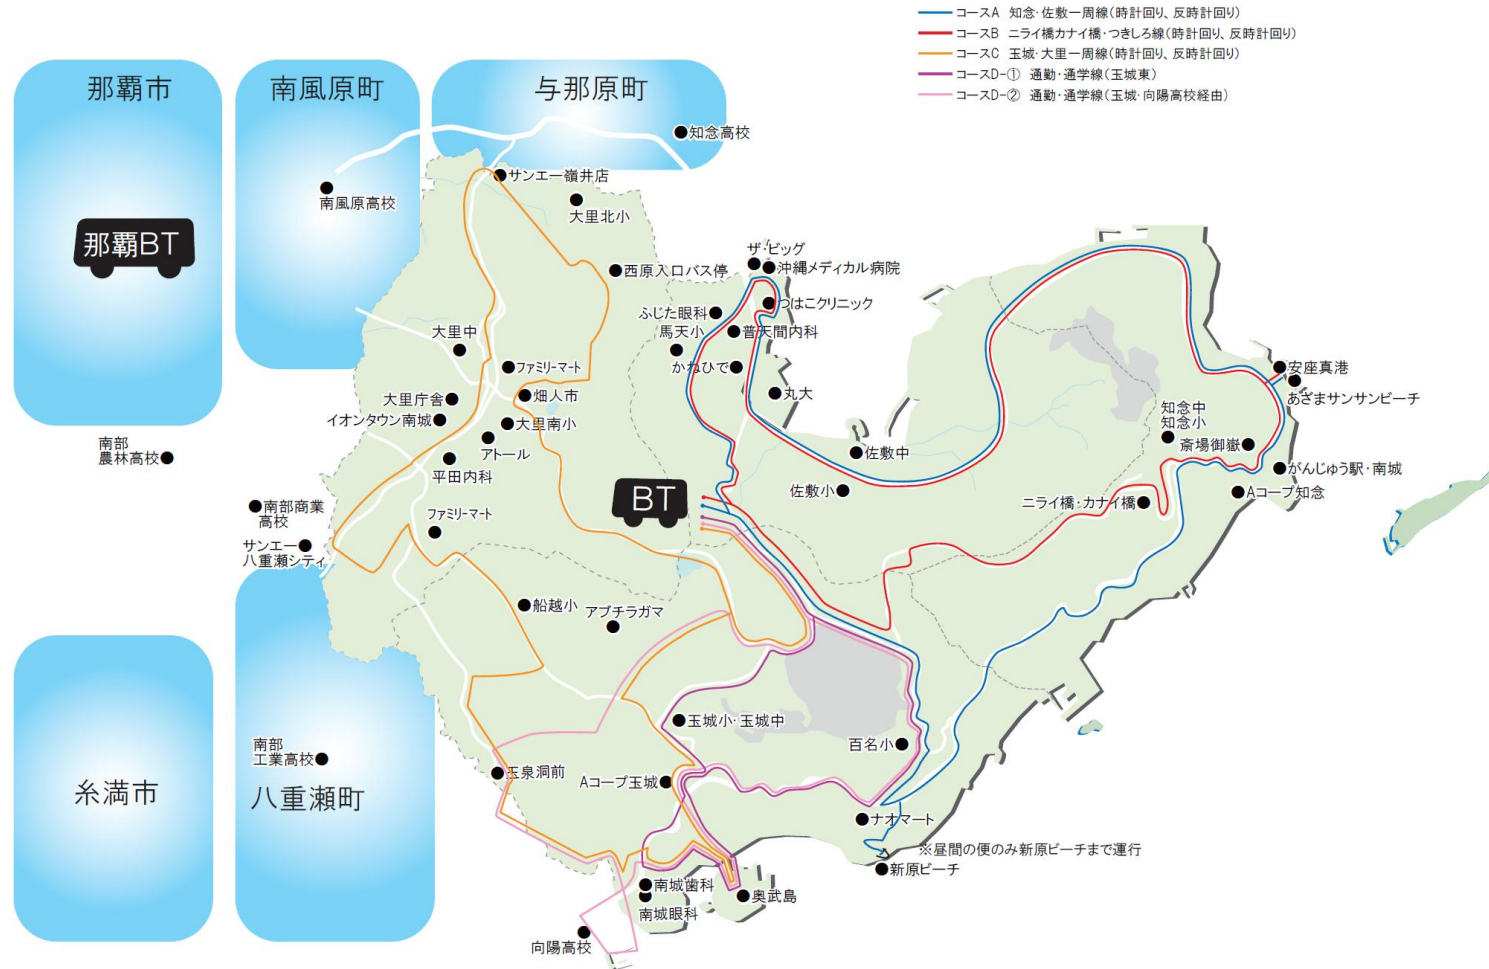 コースA 知念・佐敷一周線(時計回り、反時計回り)
コースB ニライ橋カナイ橋・つきしろ線(時計回り、反時計回り)
コースC 玉城・大里一周線(時計回り、反時計回り)
コースD-① 通勤・通学線(玉城東)
コースD-② 通勤・通学線(玉城・向陽高校経由)
那覇市
南風原町
与那原町
知念高校
サンエー嶺井店
南風原高校
大里北小
那覇BT
ザ・ビッグ
沖縄メディカル病院
西原入口バス停
つはこクリニック
ふじた眼科
馬天小
普天間内科
大里中
かねひで
ファミリーマート
安座真港
あざまサンサンビーチ
丸大
畑人市
大里庁舎
イオンタウン南城
大里南小
知念中
知念小
斎場御嶽
アトール
南部
農林高校
佐敷中
平田内科
がんじゅう駅・南城
佐敷小
Aコープ知念
BT
ニライ橋・カナイ橋
南部商業
高校
ファミリーマート
サンエー
八重瀬シティ
船越小
アブチラガマ
玉城小・玉城中
百名小
南部
工業高校
玉泉洞前
Aコープ玉城
糸満市
八重瀬町
ナオマート
※昼間の便のみ新原ビーチまで運行
新原ビーチ
南城歯科
奥武島
南城眼科
向陽高校